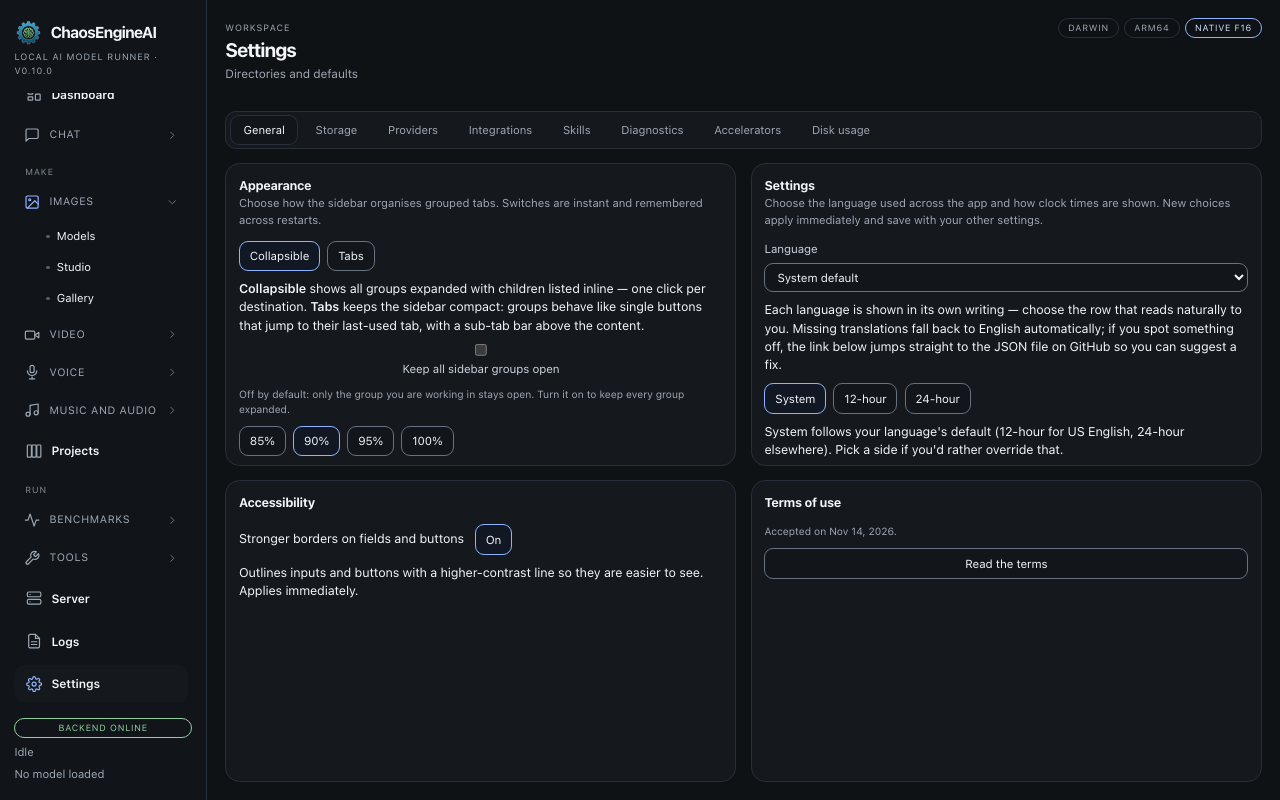 ChaosEngineAI
LOCAL AI MODEL RUNNER ·
V0.10.0
Dashboard
CHAT
MAKE
IMAGES
Models
Studio
Gallery
VIDEO
VOICE
MUSIC AND AUDIO
Projects
RUN
BENCHMARKS
TOOLS
Server
Logs
Settings
BACKEND ONLINE
Idle
No model loaded
WORKSPACE
Settings
Directories and defaults
DARWIN
ARM64
NATIVE F16
General
Storage
Providers
Integrations
Skills
Diagnostics
Accelerators
Disk usage
Appearance
Choose how the sidebar organises grouped tabs. Switches are instant and remembered
across restarts.
Collapsible
Tabs
Collapsible shows all groups expanded with children listed inline — one click per
destination. Tabs keeps the sidebar compact: groups behave like single buttons
that jump to their last-used tab, with a sub-tab bar above the content.
Keep all sidebar groups open
Off by default: only the group you are working in stays open. Turn it on to keep every group
expanded.
85%
90%
95%
100%
Settings
Choose the language used across the app and how clock times are shown. New choices
apply immediately and save with your other settings.
Language
System default
Each language is shown in its own writing — choose the row that reads naturally to
you. Missing translations fall back to English automatically; if you spot something
off, the link below jumps straight to the JSON file on GitHub so you can suggest a
fix.
System
12-hour
24-hour
System follows your language's default (12-hour for US English, 24-hour
elsewhere). Pick a side if you'd rather override that.
Accessibility
Stronger borders on fields and buttons
On
Outlines inputs and buttons with a higher-contrast line so they are easier to see.
Applies immediately.
Terms of use
Accepted on Nov 14, 2026.
Read the terms